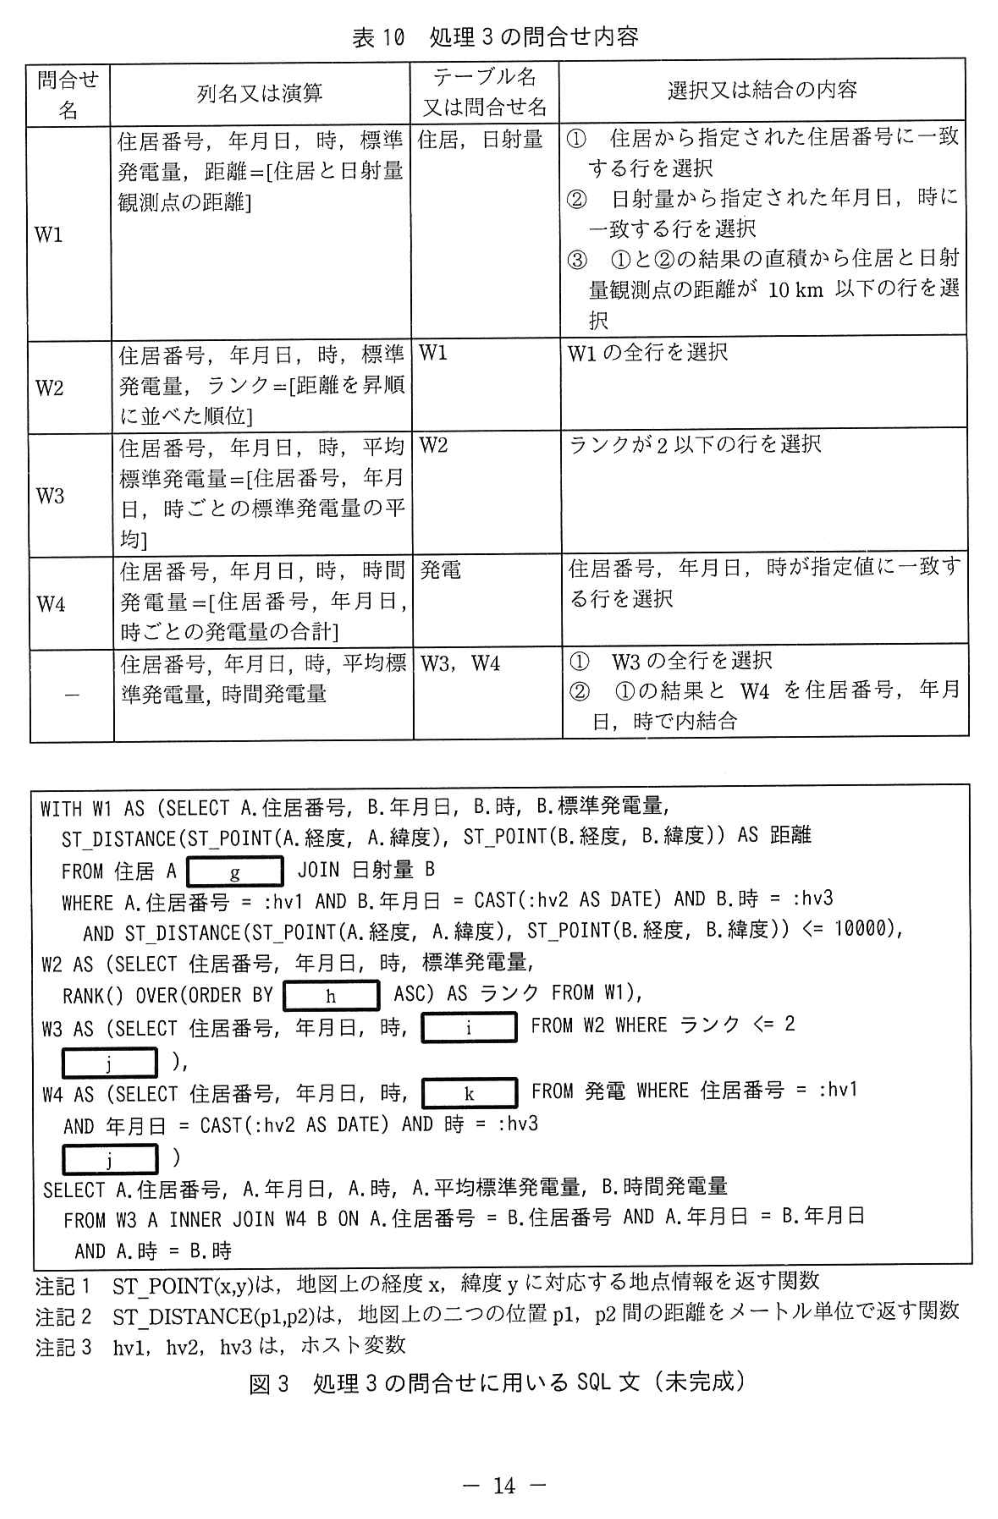 表10 処理3の問合せ内容
問合せ名
列名又は演算
テーブル名
又は問合せ名
選択又は結合の内容
W1
住居番号，年月日，時，標準
発電量，距離=[住居と日射量
観測点の距離]
住居，日射量
① 住居から指定された住居番号に一致
する行を選択
② 日射量から指定された年月日，時に
一致する行を選択
③ ①と②の結果の直積から住居と日射
量観測点の距離が 10 km 以下の行を選
択
W2
住居番号，年月日，時，標準
発電量，ランク=[距離を昇順
に並べた順位]
W1
W1の全行を選択
W3
住居番号，年月日，時，平均
標準発電量=[住居番号，年月
日，時ごとの標準発電量の平
均]
W2
ランクが2以下の行を選択
W4
住居番号，年月日，時，時間
発電量=[住居番号，年月日，
時ごとの発電量の合計]
発電
住居番号，年月日，時が指定値に一致す
る行を選択
－
住居番号，年月日，時，平均標
準発電量，時間発電量
W3，W4
① W3の全行を選択
② ①の結果と W4 を住居番号，年月
日，時で内結合
WITH W1 AS (SELECT A.住居番号, B.年月日, B.時, B.標準発電量,
ST_DISTANCE(ST_POINT(A.経度, A.緯度), ST_POINT(B.経度, B.緯度)) AS 距離
FROM 住居 A g JOIN 日射量 B
WHERE A.住居番号 = :hv1 AND B.年月日 = CAST(:hv2 AS DATE) AND B.時 = :hv3
AND ST_DISTANCE(ST_POINT(A.経度, A.緯度), ST_POINT(B.経度, B.緯度)) <= 10000),
W2 AS (SELECT 住居番号, 年月日, 時, 標準発電量,
RANK() OVER(ORDER BY h ASC) AS ランク FROM W1),
W3 AS (SELECT 住居番号, 年月日, 時, i FROM W2 WHERE ランク <= 2
j ),
W4 AS (SELECT 住居番号, 年月日, 時, k FROM 発電 WHERE 住居番号 = :hv1
AND 年月日 = CAST(:hv2 AS DATE) AND 時 = :hv3
j )
SELECT A.住居番号, A.年月日, A.時, A.平均標準発電量, B.時間発電量
FROM W3 A INNER JOIN W4 B ON A.住居番号 = B.住居番号 AND A.年月日 = B.年月日
AND A.時 = B.時
注記1 ST_POINT(x,y)は，地図上の経度x，緯度yに対応する地点情報を返す関数
注記2 ST_DISTANCE(p1,p2)は，地図上の二つの位置p1，p2間の距離をメートル単位で返す関数
注記3 hv1，hv2，hv3は，ホスト変数
図3 処理3の問合せに用いるSQL文（未完成）
－ 14 －